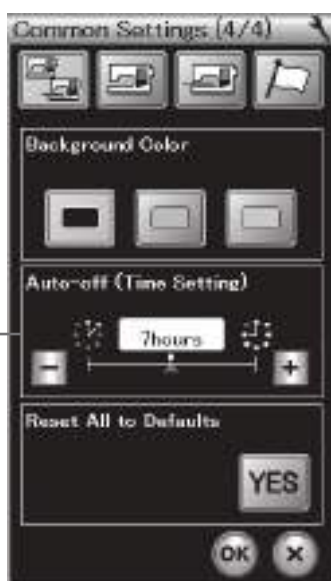 Common Settings (4/4)
Background Color
Auto-off (Time Setting)
7hours
- +
Reset All to Defaults
YES
OK ×